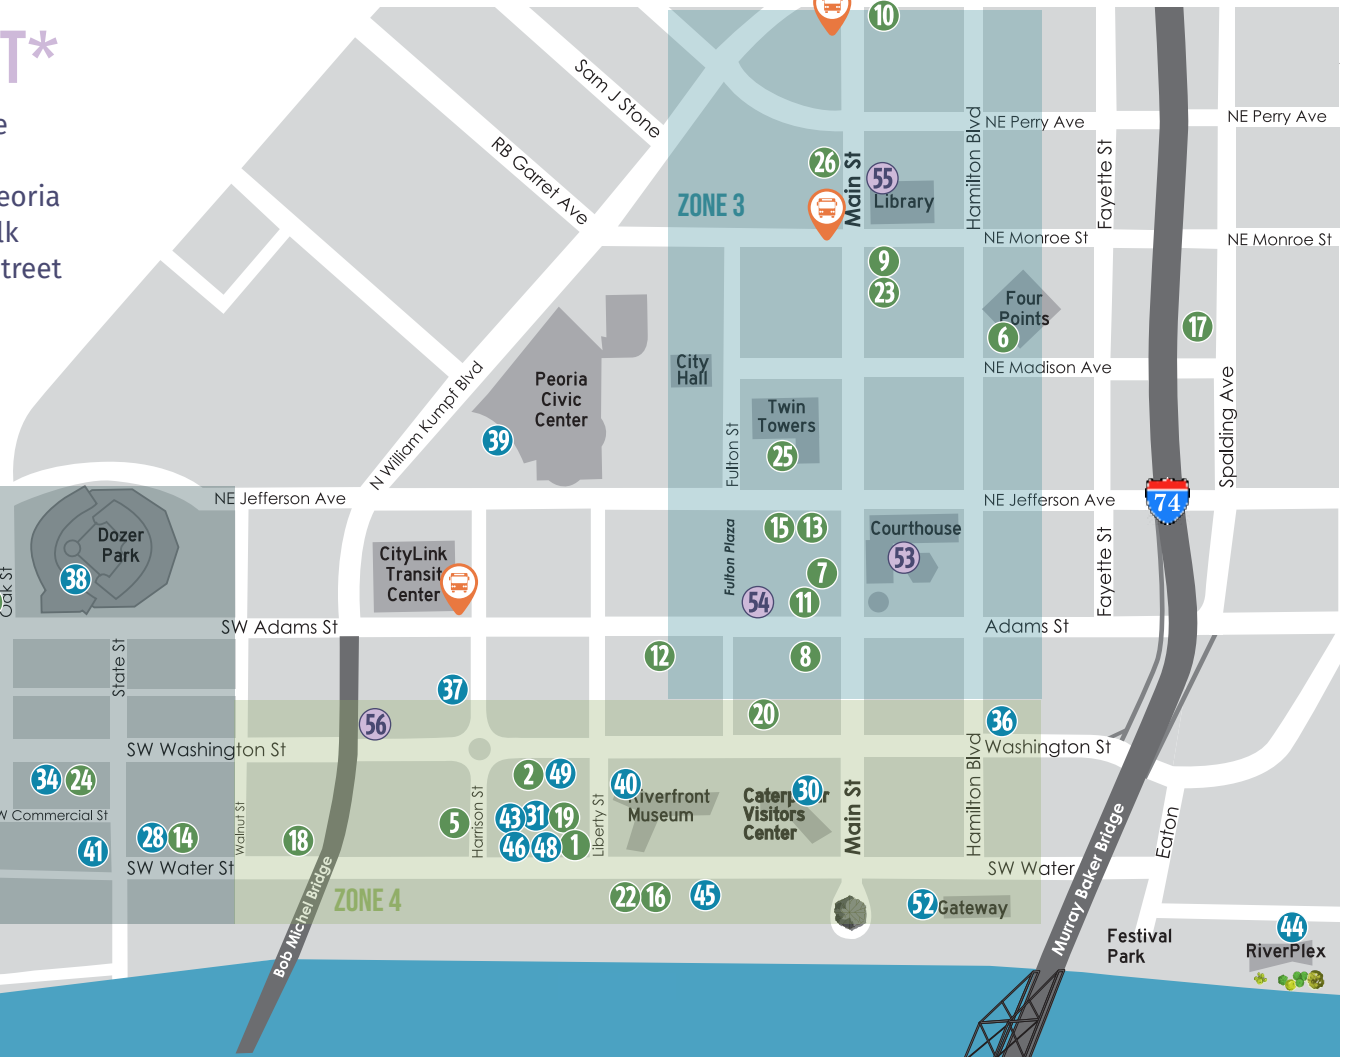 T*
e
eoria
lk
treet
10
Sam J Stone
RB Garret Ave
NE Perry Ave
NE Perry Ave
Hamilton Blvd
Fayette St
26
Main St
55
Library
ZONE 3
NE Monroe St
NE Monroe St
9
23
Four
Points
6
17
City
Hall
NE Madison Ave
Peoria
Civic
Center
39
N William Kumpf Blvd
Twin
Towers
25
Fulton St
Spalding Ave
NE Jefferson Ave
NE Jefferson Ave
74
Dozer
Park
38
Oak St
CityLink
Transit
Center
Fulton Plaza
15
13
7
54
11
Courthouse
53
Fayette St
SW Adams St
Adams St
State St
12
8
37
56
20
36
SW Washington St
Washington St
Hamilton Blvd
34
24
2
49
40
Riverfront
Museum
30
Caterp
r
Visitors
Center
Main St
W Commercial St
Walnut St
Harrison St
Liberty St
5
43
31
19
46
48
1
41
28
14
18
SW Water St
SW Water
Murray Baker Bridge
Eaton
ZONE 4
22
16
45
52
Gateway
Bob Michel Bridge
Festival
Park
44
RiverPlex